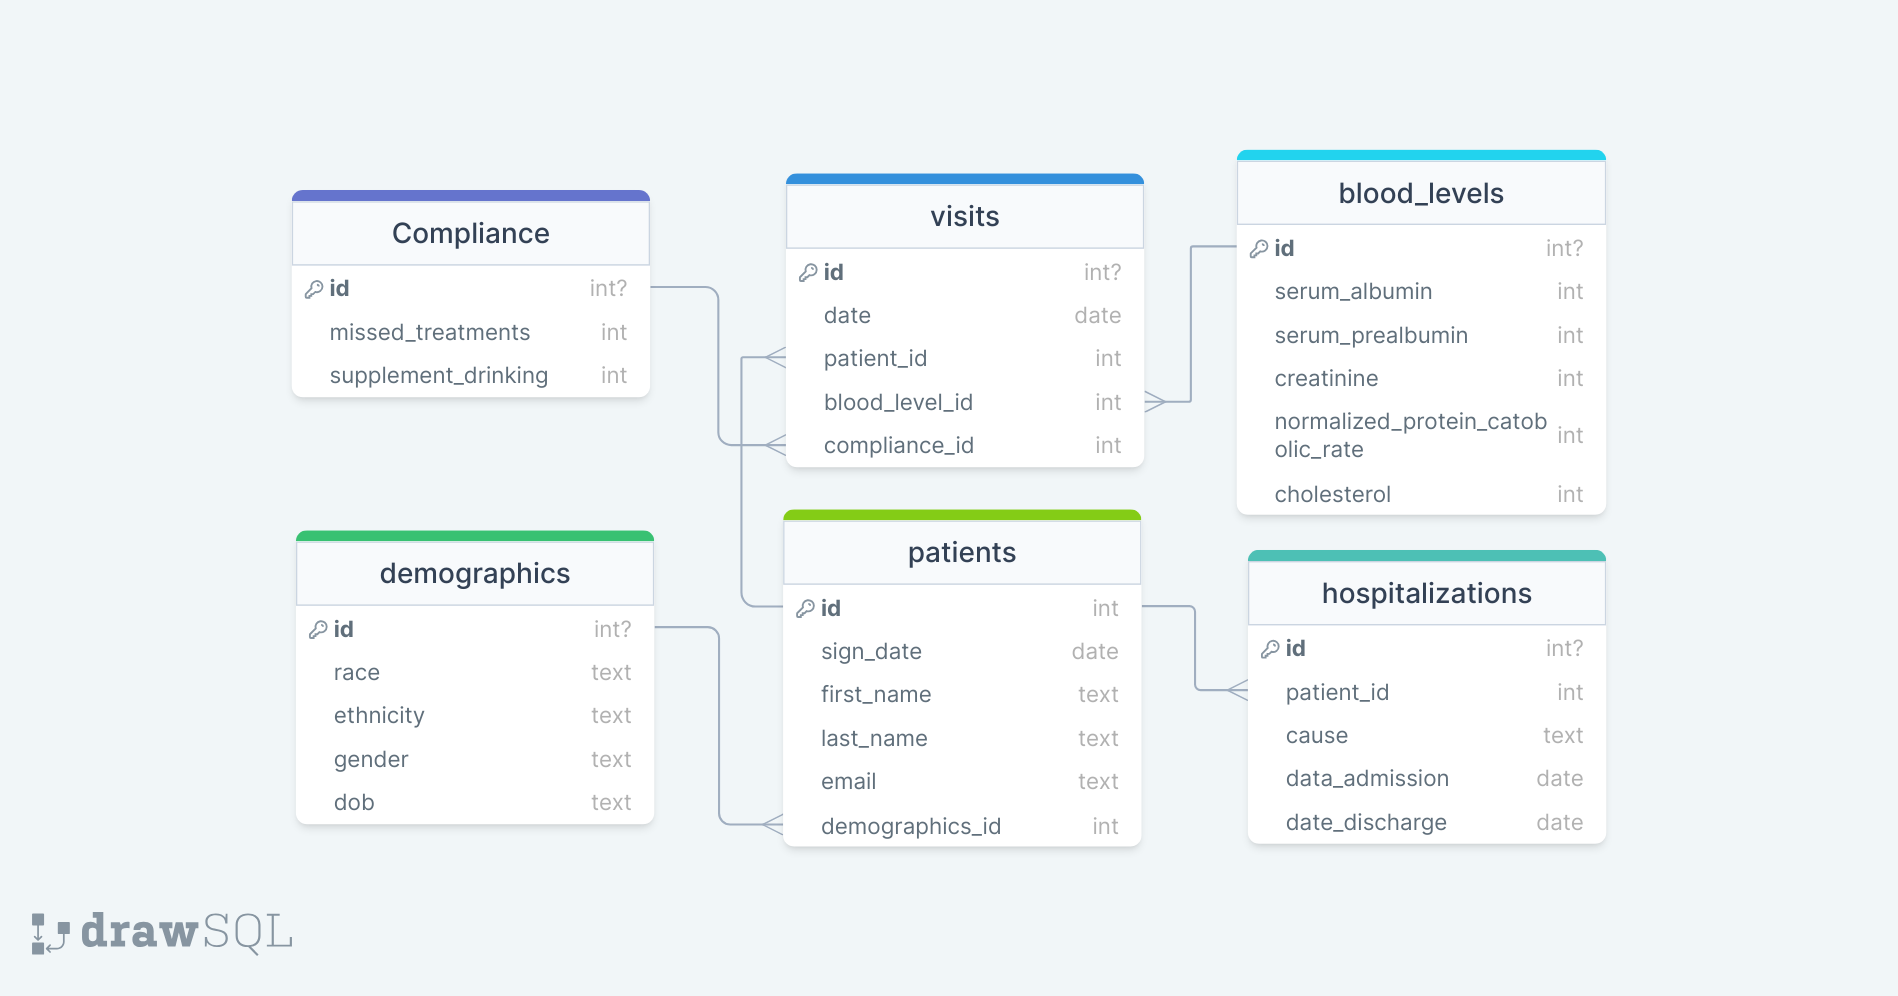 Compliance
id int?
missed_treatments int
supplement_drinking int
visits
id int?
date date
patient_id int
blood_level_id int
compliance_id int
blood_levels
id int?
serum_albumin int
serum_prealbumin int
creatinine int
normalized_protein_catob
olic_rate int
cholesterol int
demographics
id int?
race text
ethnicity text
gender text
dob text
patients
id int
sign_date date
first_name text
last_name text
email text
demographics_id int
hospitalizations
id int?
patient_id int
cause text
data_admission date
date_discharge date
drawSQL